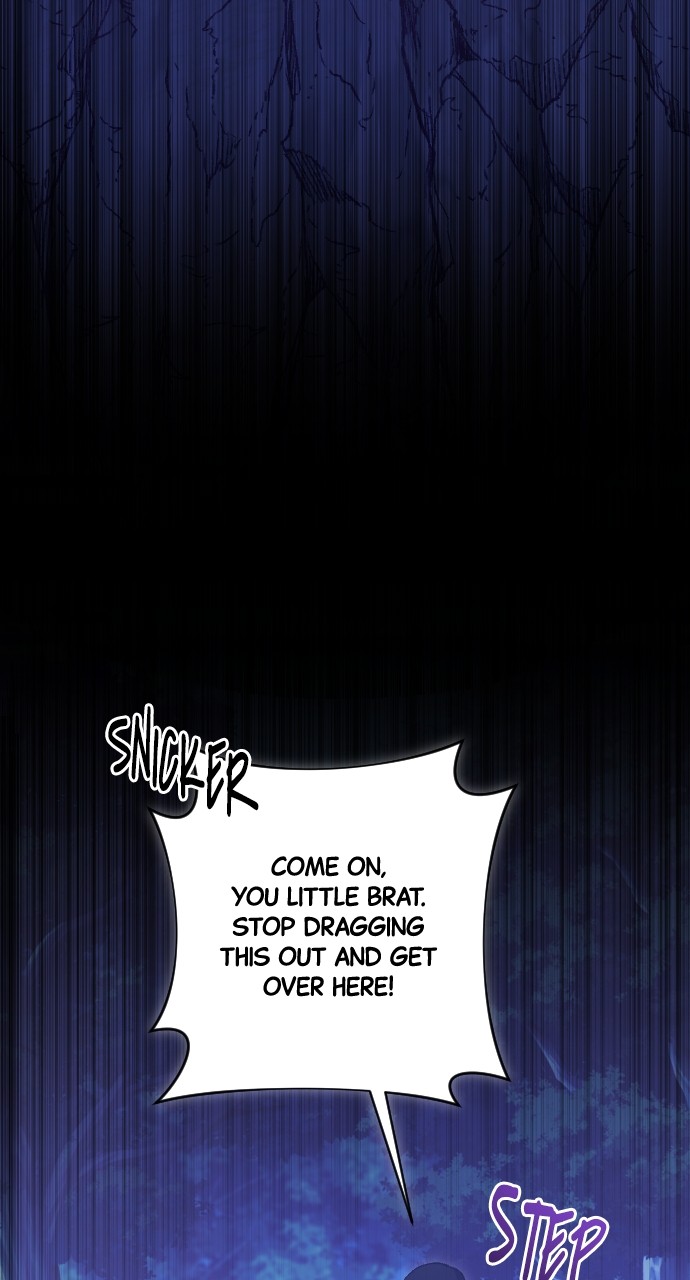 SNICKER
COME ON,
YOU LITTLE BRAT.
STOP DRAGGING
THIS OUT AND GET
OVER HERE!
STEP